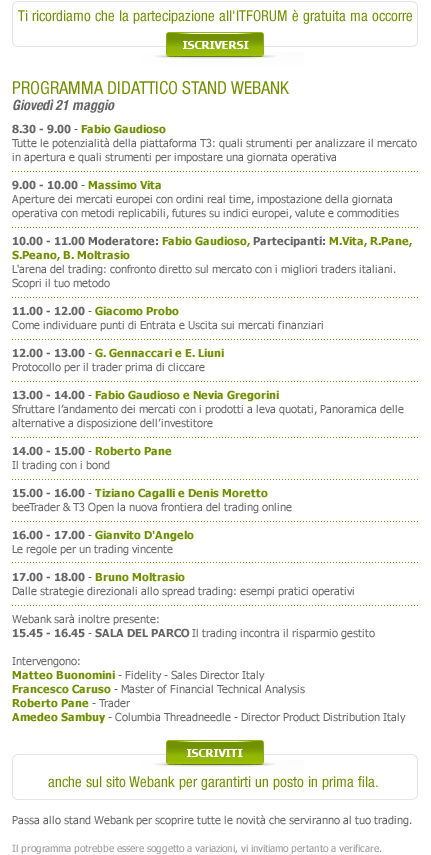 Ti ricordiamo che la partecipazione all'ITFORUM è gratuita ma occorre
ISCRIVERSI
PROGRAMMA DIDATTICO STAND WEBANK
Giovedì 21 maggio
8.30 - 9.00 - Fabio Gaudioso
Tutte le potenzialità della piattaforma T3: quali strumenti per analizzare il mercato
in apertura e quali strumenti per impostare una giornata operativa
9.00 - 10.00 - Massimo Vita
Aperture dei mercati europei con ordini real time, impostazione della giornata
operativa con metodi replicabili, futures su indici europei, valute e commodities
10.00 - 11.00 Moderatore: Fabio Gaudioso, Partecipanti: M.Vita, R.Pane,
S.Peano, B. Moltrasio
L'arena del trading: confronto diretto sul mercato con i migliori traders italiani.
Scopri il tuo metodo
11.00 - 12.00 - Giacomo Probo
Come individuare punti di Entrata e Uscita sui mercati finanziari
12.00 - 13.00 - G. Gennaccari e E. Liuni
Protocollo per il trader prima di cliccare
13.00 - 14.00 - Fabio Gaudioso e Nevia Gregorini
Sfruttare l’andamento dei mercati con i prodotti a leva quotati, Panoramica delle
alternative a disposizione dell’investitore
14.00 - 15.00 - Roberto Pane
Il trading con i bond
15.00 - 16.00 - Tiziano Cagalli e Denis Moretto
beeTrader & T3 Open la nuova frontiera del trading online
16.00 - 17.00 - Gianvito D'Angelo
Le regole per un trading vincente
17.00 - 18.00 - Bruno Moltrasio
Dalle strategie direzionali allo spread trading: esempi pratici operativi
Webank sarà inoltre presente:
15.45 - 16.45 - SALA DEL PARCO Il trading incontra il risparmio gestito
Intervengono:
Matteo Buonomini - Fidelity - Sales Director Italy
Francesco Caruso - Master of Financial Technical Analysis
Roberto Pane - Trader
Amedeo Sambuy - Columbia Threadneedle - Director Product Distribution Italy
ISCRIVITI
anche sul sito Webank per garantirti un posto in prima fila.
Passa allo stand Webank per scoprire tutte le novità che serviranno al tuo trading.
Il programma potrebbe essere soggetto a variazioni, vi invitiamo pertanto a verificare.